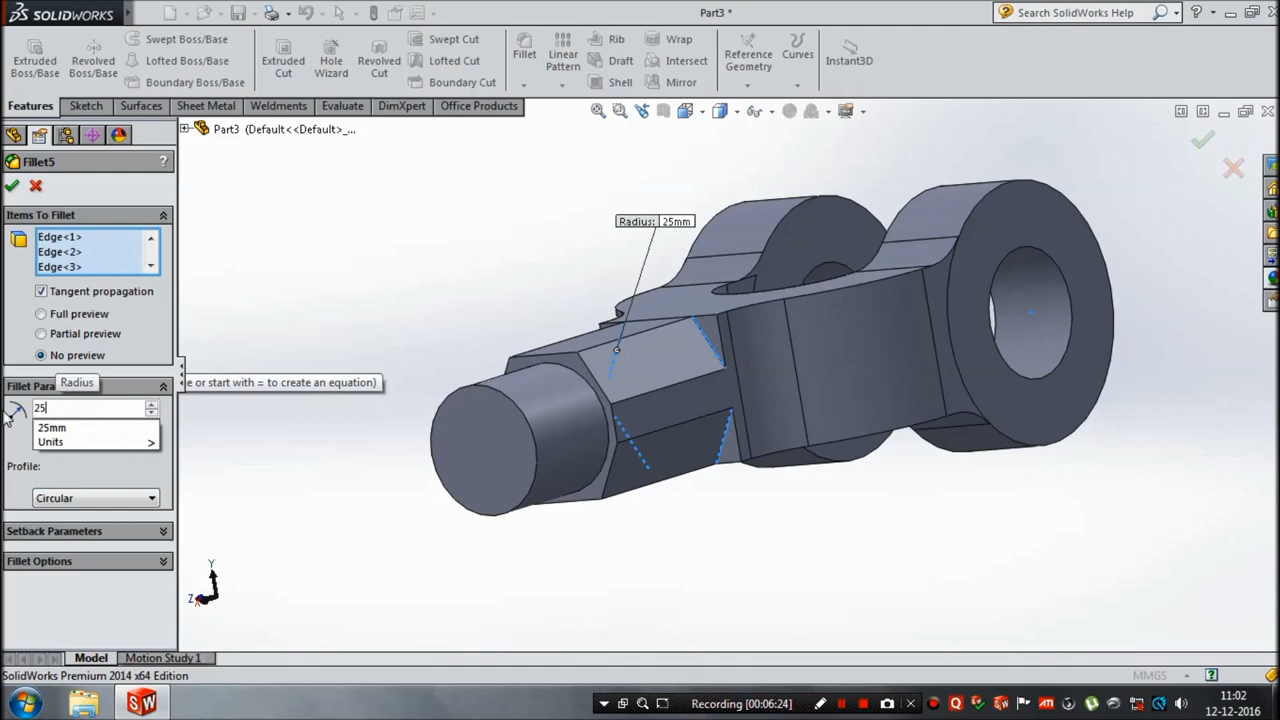 SOLIDWORKS
Part3 *
Search SolidWorks Help
Extruded Boss/Base
Revolved Boss/Base
Swept Boss/Base
Lofted Boss/Base
Boundary Boss/Base
Extruded Cut
Hole Wizard
Revolved Cut
Swept Cut
Lofted Cut
Boundary Cut
Fillet
Linear Pattern
Rib
Draft
Shell
Wrap
Intersect
Mirror
Reference Geometry
Curves
Instant3D
Features
Sketch
Surfaces
Sheet Metal
Weldments
Evaluate
DimXpert
Office Products
Part3 (Default<<Default>_...
Fillet5
?
Items To Fillet
Edge<1>
Edge<2>
Edge<3>
Tangent propagation
Full preview
Partial preview
No preview
Fillet Para
Radius
e or start with = to create an equation)
25
25mm
Units >
Profile:
Circular
Setback Parameters
Fillet Options
Radius: 25mm
Y
Z
Model
Motion Study 1
SolidWorks Premium 2014 x64 Edition
MMGS
Recording [00:06:24]
11:02
12-12-2016